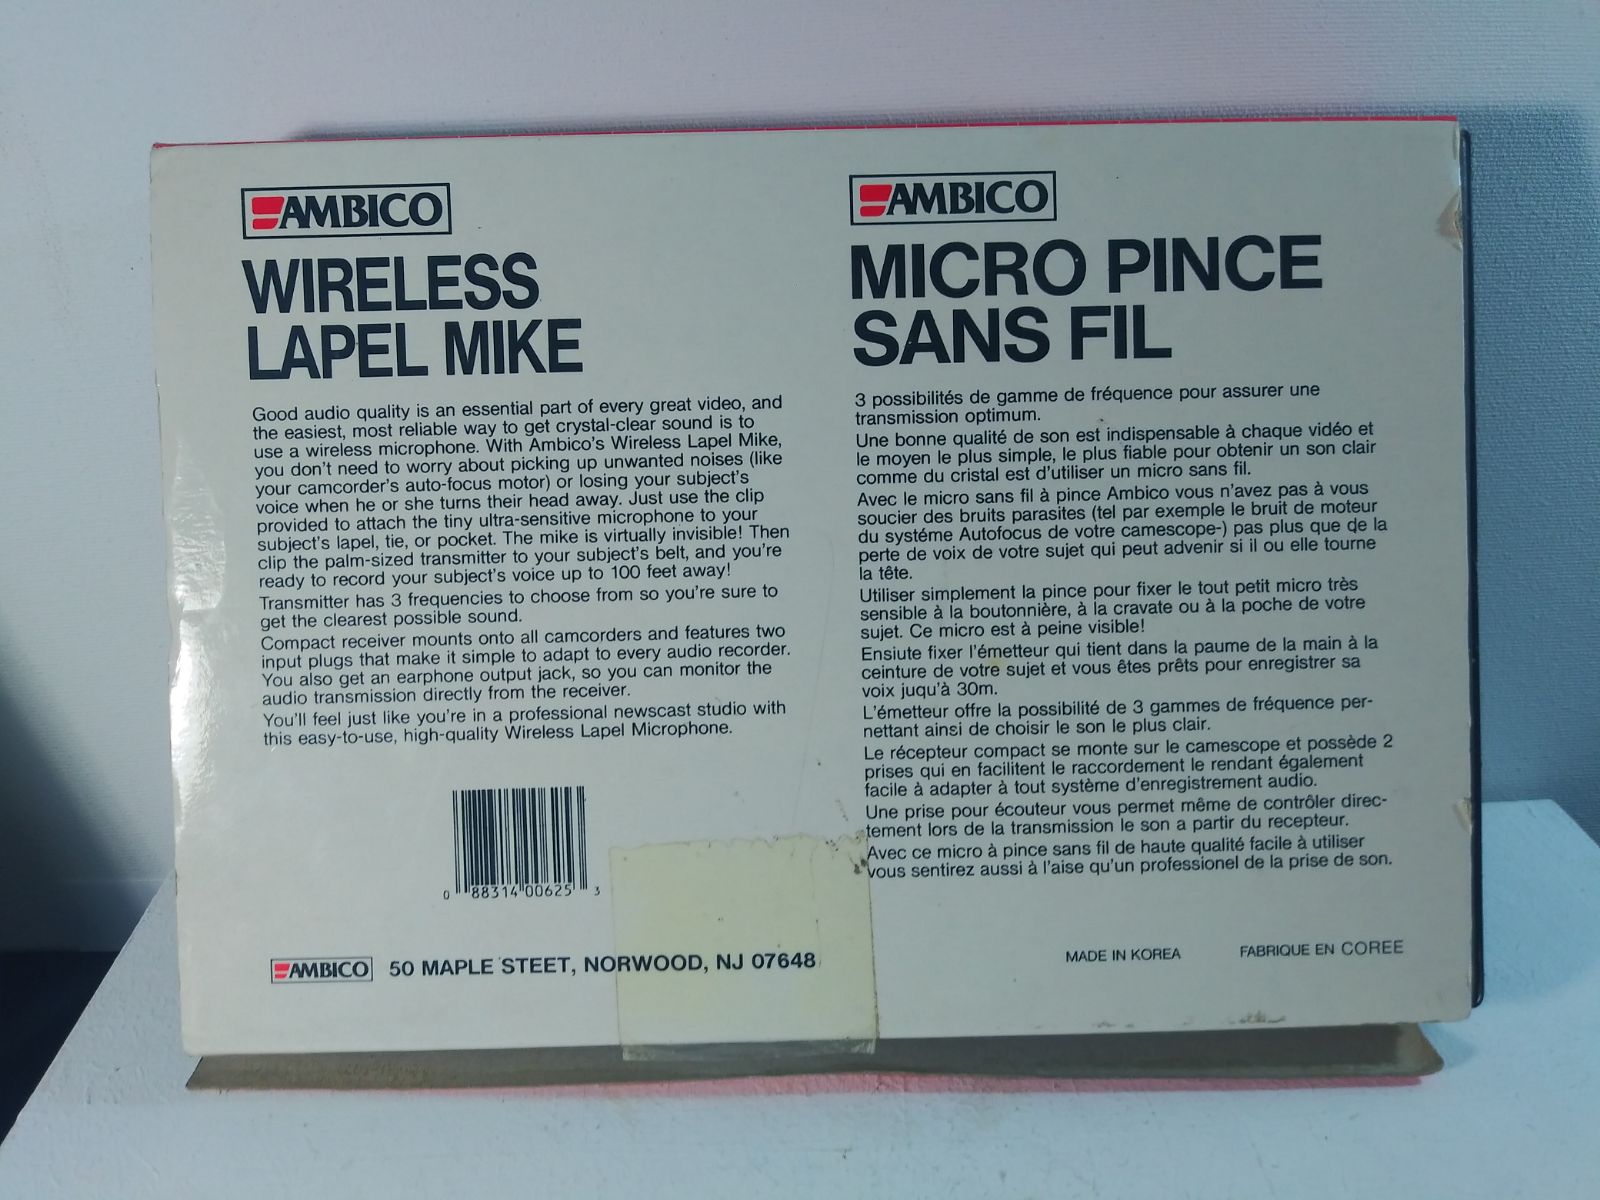 AMBICO
WIRELESS
LAPEL MIKE
Good audio quality is an essential part of every great video, and
the easiest, most reliable way to get crystal-clear sound is to
use a wireless microphone. With Ambico's Wireless Lapel Mike,
you don't need to worry about picking up unwanted noises (like
your camcorder's auto-focus motor) or losing your subject's
voice when he or she turns their head away. Just use the clip
provided to attach the tiny ultra-sensitive microphone to your
subject's lapel, tie, or pocket. The mike is virtually invisible! Then
clip the palm-sized transmitter to your subject's belt, and you're
ready to record your subject's voice up to 100 feet away!
Transmitter has 3 frequencies to choose from so you're sure to
get the clearest possible sound.
Compact receiver mounts onto all camcorders and features two
input plugs that make it simple to adapt to every audio recorder.
You also get an earphone output jack, so you can monitor the
audio transmission directly from the receiver.
You'll feel just like you're in a professional newscast studio with
this easy-to-use, high-quality Wireless Lapel Microphone.
0 88314 00625 3
AMBICO 50 MAPLE STEET, NORWOOD, NJ 07648
AMBICO
MICRO PINCE
SANS FIL
3 possibilités de gamme de fréquence pour assurer une
transmission optimum.
Une bonne qualité de son est indispensable à chaque vidéo et
le moyen le plus simple, le plus fiable pour obtenir un son clair
comme du cristal est d'utiliser un micro sans fil.
Avec le micro sans fil à pince Ambico vous n'avez pas à vous
soucier des bruits parasites (tel par exemple le bruit de moteur
du systéme Autofocus de votre camescope-) pas plus que de la
perte de voix de votre sujet qui peut advenir si il ou elle tourne
la tête.
Utiliser simplement la pince pour fixer le tout petit micro très
sensible à la boutonnière, à la cravate ou à la poche de votre
sujet. Ce micro est à peine visible!
Ensiute fixer l'émetteur qui tient dans la paume de la main à la
ceinture de votre sujet et vous êtes prêts pour enregistrer sa
voix juqu'à 30m.
L'émetteur offre la possibilité de 3 gammes de fréquence per-
nettant ainsi de choisir le son le plus clair.
Le récepteur compact se monte sur le camescope et possède 2
prises qui en facilitent le raccordement le rendant également
facile à adapter à tout système d'enregistrement audio.
Une prise pour écouteur vous permet même de contrôler direc-
tement lors de la transmission le son a partir du recepteur.
Avec ce micro à pince sans fil de haute qualité facile à utiliser
vous sentirez aussi à l'aise qu'un professionel de la prise de son.
MADE IN KOREA FABRIQUE EN COREE